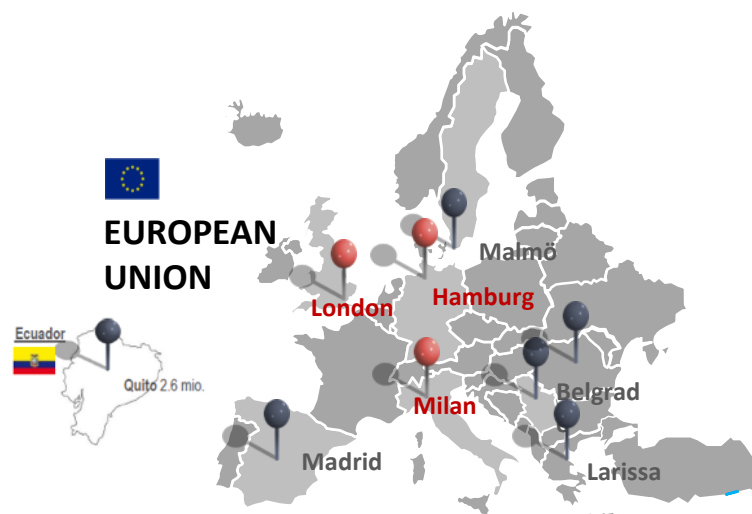 EUROPEAN
UNION
Malmö
London
Hamburg
Ecuador
Quito 2.6 mio.
Milan
Belgrad
Madrid
Larissa